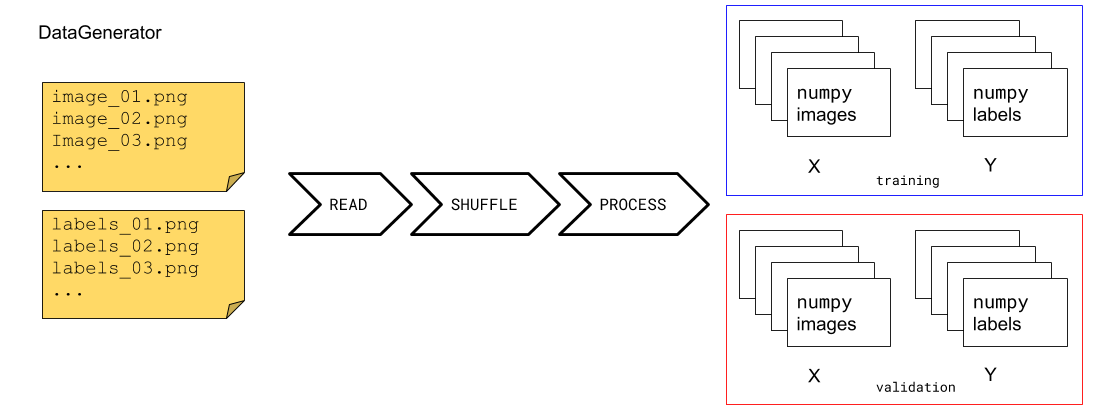 DataGenerator
image_01.png
image_02.png
Image_03.png
...
labels_01.png
labels_02.png
labels_03.png
...
READ
SHUFFLE
PROCESS
numpy
images
X
numpy
labels
Y
training
numpy
images
X
numpy
labels
Y
validation